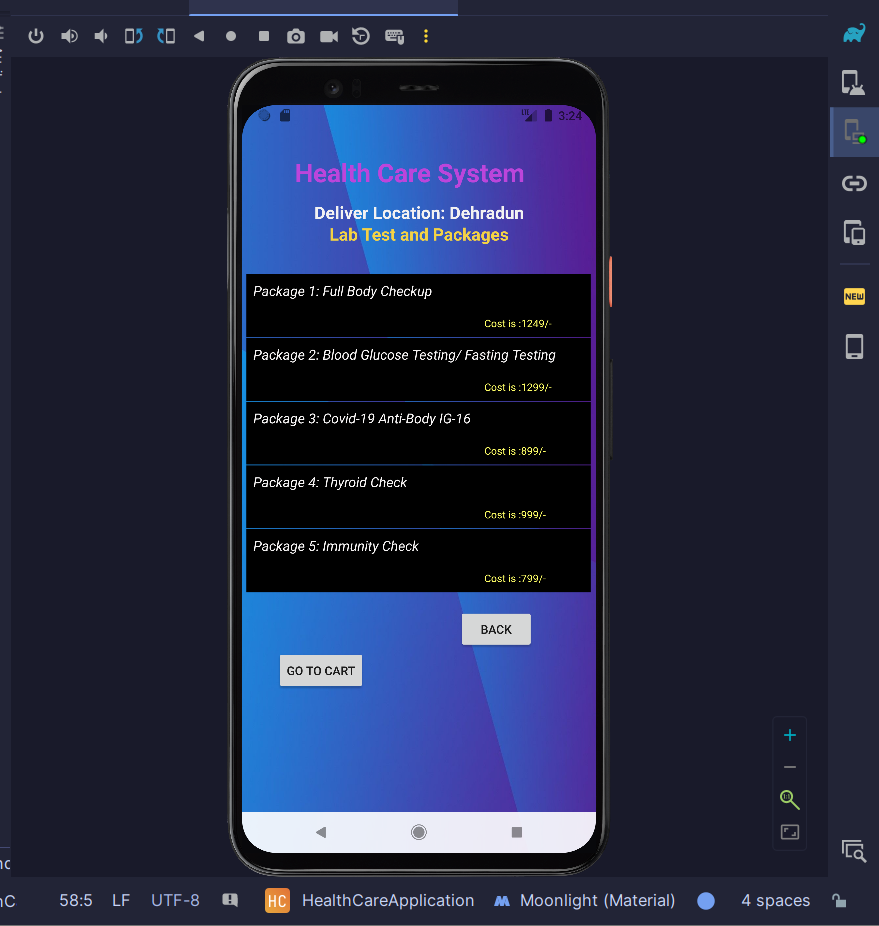 3:24
Health Care System
Deliver Location: Dehradun
Lab Test and Packages
Package 1: Full Body Checkup
Cost is :1249/-
Package 2: Blood Glucose Testing/ Fasting Testing
Cost is :1299/-
Package 3: Covid-19 Anti-Body IG-16
Cost is :899/-
Package 4: Thyroid Check
Cost is :999/-
Package 5: Immunity Check
Cost is :799/-
BACK
GO TO CART
NEW
58:5 LF UTF-8 HC HealthCareApplication Moonlight (Material) 4 spaces